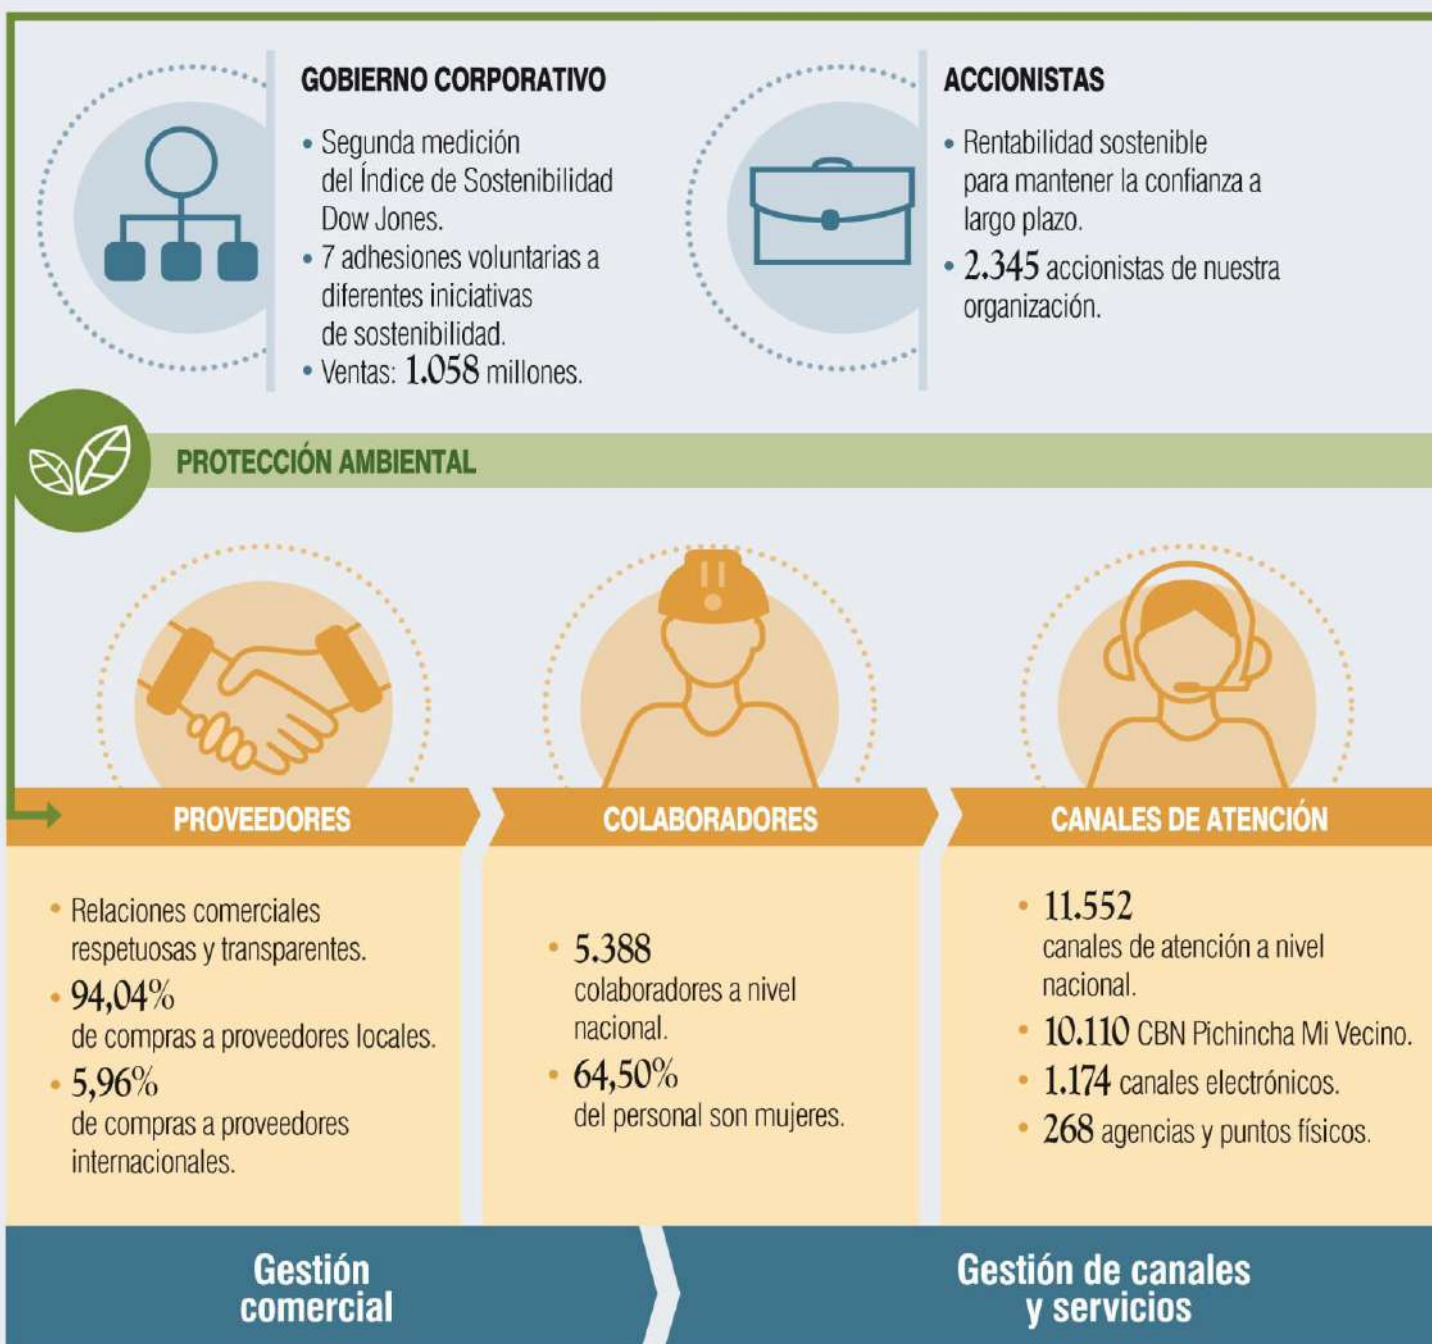 GOBIERNO CORPORATIVO
• Segunda medición
del Índice de Sostenibilidad
Dow Jones.
• 7 adhesiones voluntarias a
diferentes iniciativas
de sostenibilidad.
• Ventas: 1.058 millones.
ACCIONISTAS
• Rentabilidad sostenible
para mantener la confianza a
largo plazo.
• 2.345 accionistas de nuestra
organización.
PROTECCIÓN AMBIENTAL
PROVEEDORES
• Relaciones comerciales
respetuosas y transparentes.
• 94,04%
de compras a proveedores locales.
• 5,96%
de compras a proveedores
internacionales.
COLABORADORES
• 5.388
colaboradores a nivel
nacional.
• 64,50%
del personal son mujeres.
CANALES DE ATENCIÓN
• 11.552
canales de atención a nivel
nacional.
• 10.110 CBN Pichincha Mi Vecino.
• 1.174 canales electrónicos.
• 268 agencias y puntos físicos.
Gestión
comercial
Gestión de canales
y servicios